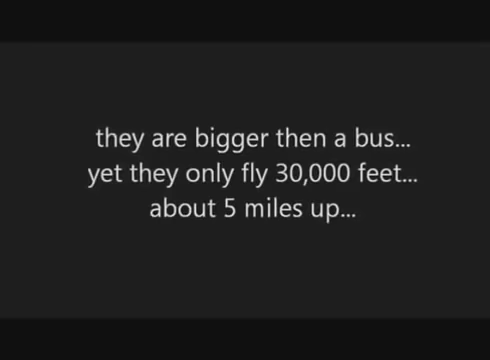 they are bigger then a bus...
yet they only fly 30,000 feet...
about 5 miles up...